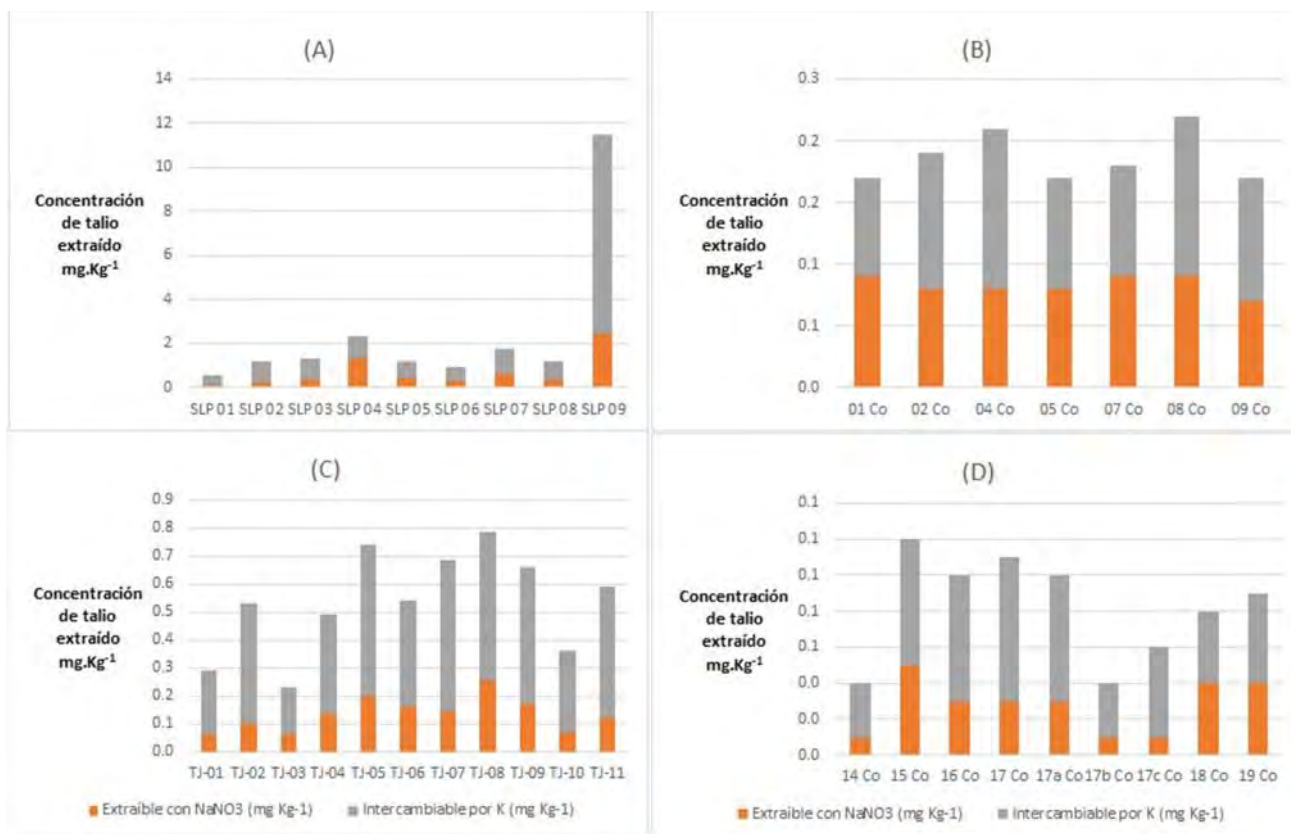 (A)
14
12
10
8
6
4
2
0
Concentración
de talio
extraído
mg.Kg-1
SLP 01 SLP 02 SLP 03 SLP 04 SLP 05 SLP 06 SLP 07 SLP 08 SLP 09
(B)
0.3
0.2
0.2
0.1
0.1
0.0
Concentración
de talio
extraído
mg.Kg-1
01 Co 02 Co 04 Co 05 Co 07 Co 08 Co 09 Co
(C)
0.9
0.8
0.7
0.6
0.5
0.4
0.3
0.2
0.1
0.0
Concentración
de talio
extraído
mg.Kg-1
TJ-01 TJ-02 TJ-03 TJ-04 TJ-05 TJ-06 TJ-07 TJ-08 TJ-09 TJ-10 TJ-11
Extraíble con NaNO3 (mg Kg-1) Intercambiable por K (mg Kg-1)
(D)
0.1
0.1
0.1
0.1
0.1
0.0
0.0
0.0
Concentración
de talio
extraído
mg.Kg-1
14 Co 15 Co 16 Co 17 Co 17a Co 17b Co 17c Co 18 Co 19 Co
Extraíble con NaNO3 (mg Kg-1) Intercambiable por K (mg Kg-1)